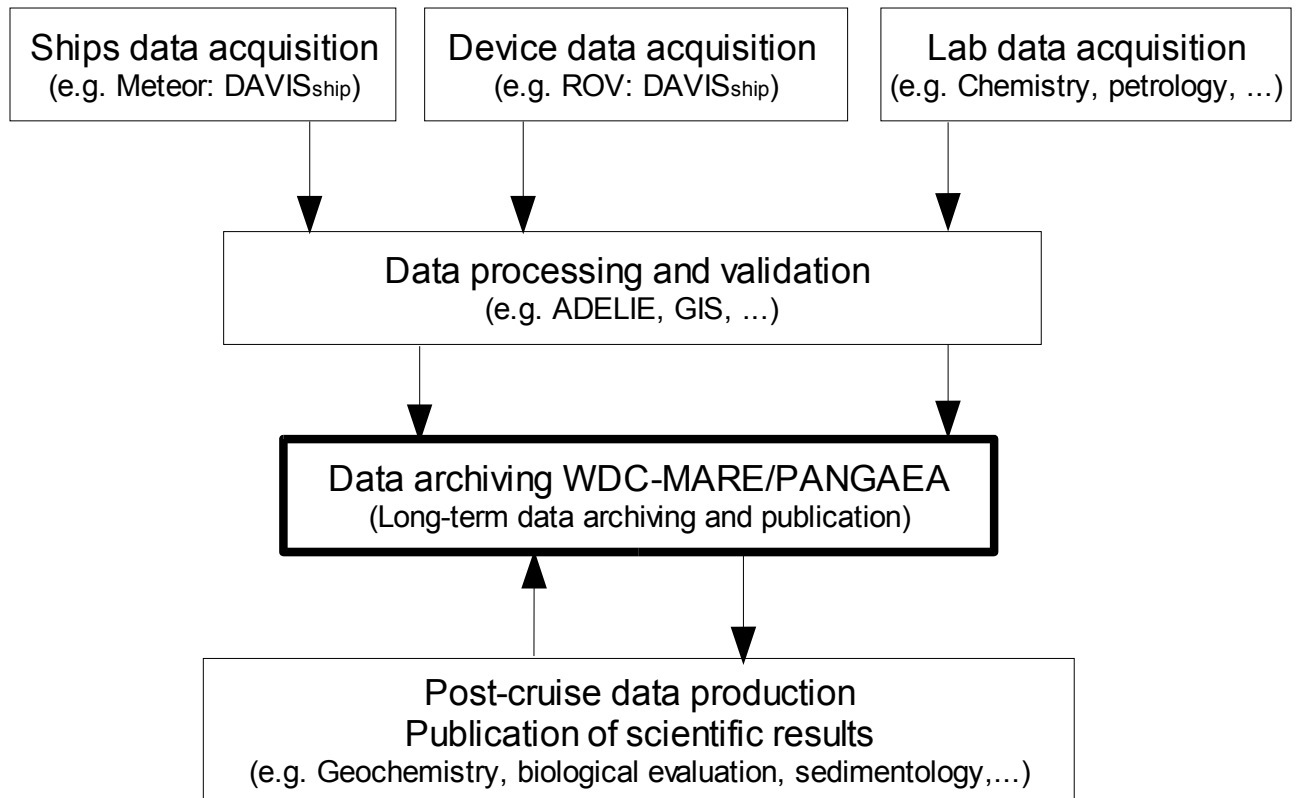 Ships data acquisition
(e.g. Meteor: DAVISship)
Device data acquisition
(e.g. ROV: DAVISship)
Lab data acquisition
(e.g. Chemistry, petrology, ...)
Data processing and validation
(e.g. ADELIE, GIS, ...)
Data archiving WDC-MARE/PANGAEA
(Long-term data archiving and publication)
Post-cruise data production
Publication of scientific results
(e.g. Geochemistry, biological evaluation, sedimentology,...)